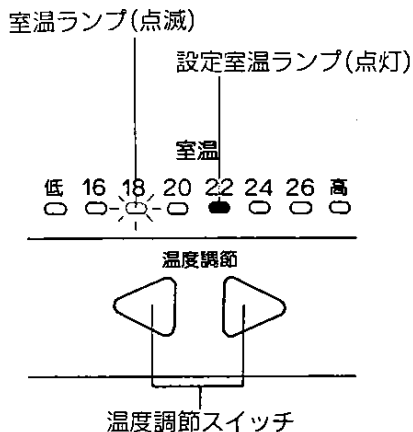 室温ランプ(点滅)
設定室温ランプ(点灯)
室温
低 16 18 20 22 24 26 高
温度調節
温度調節スイッチ